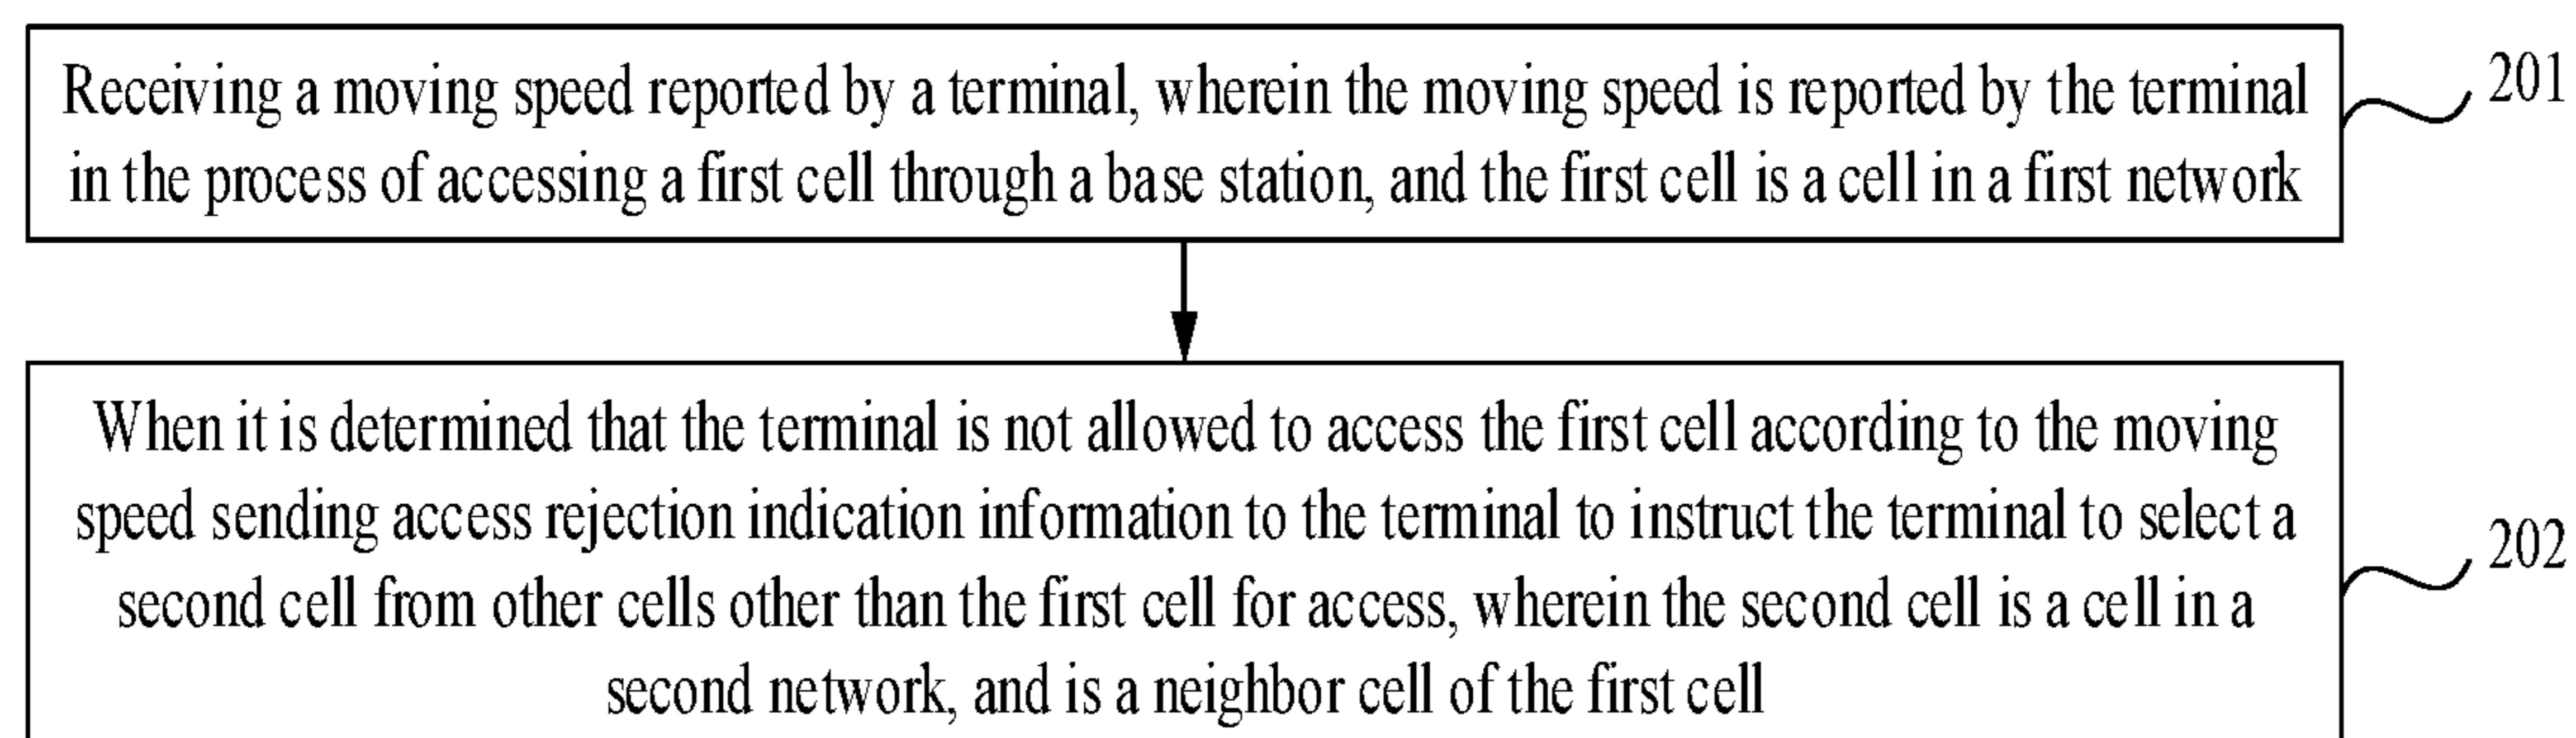 Receiving a moving speed reported by a terminal, wherein the moving speed is reported by the terminal
in the process of accessing a first cell through a base station, and the first cell is a cell in a first network
201
When it is determined that the terminal is not allowed to access the first cell according to the moving
speed sending access rejection indication information to the terminal to instruct the terminal to select a
second cell from other cells other than the first cell for access, wherein the second cell is a cell in a
second network, and is a neighbor cell of the first cell
202